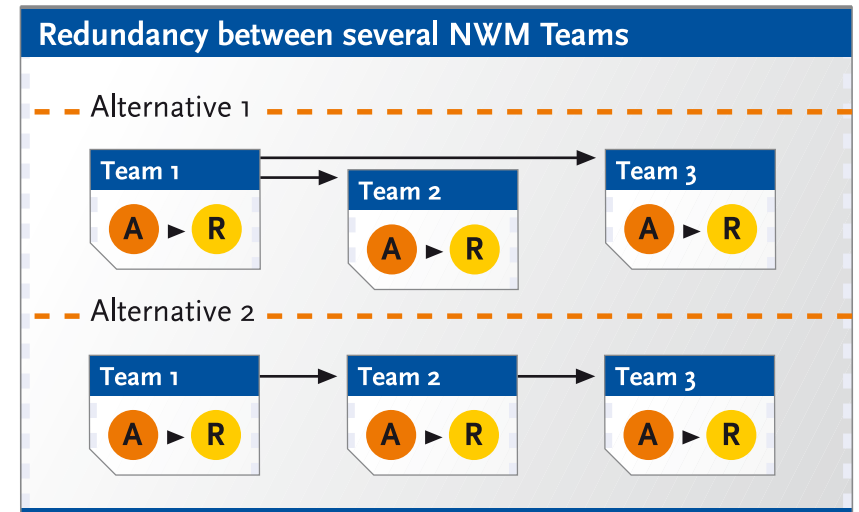 Redundancy between several NWM Teams
Alternative 1
Team 1
Team 2
Team 3
A R
A R
A R
Alternative 2
Team 1
Team 2
Team 3
A R
A R
A R